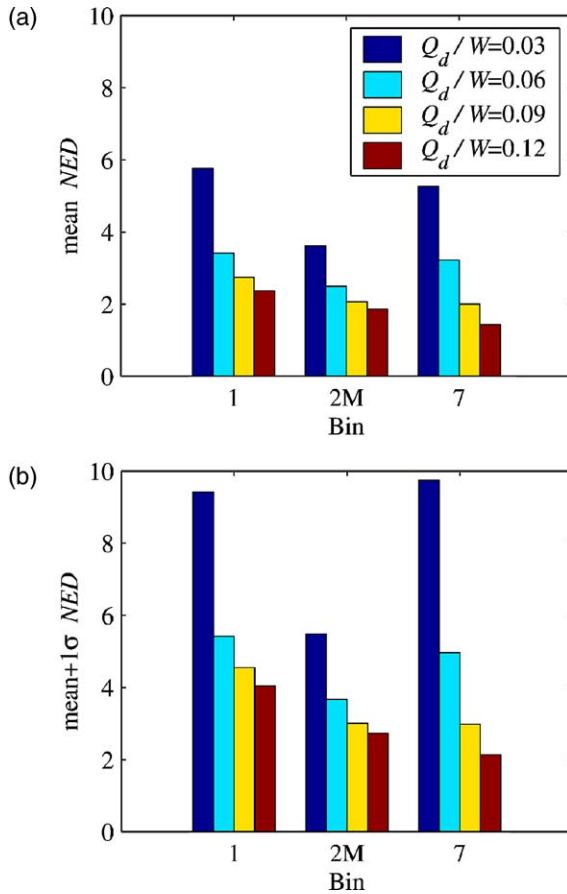 (a)
10
8
6
4
2
0
mean NED
Q_d / W=0.03
Q_d / W=0.06
Q_d / W=0.09
Q_d / W=0.12
1 2M 7
Bin
(b)
10
8
6
4
2
0
mean+1σ NED
1 2M 7
Bin